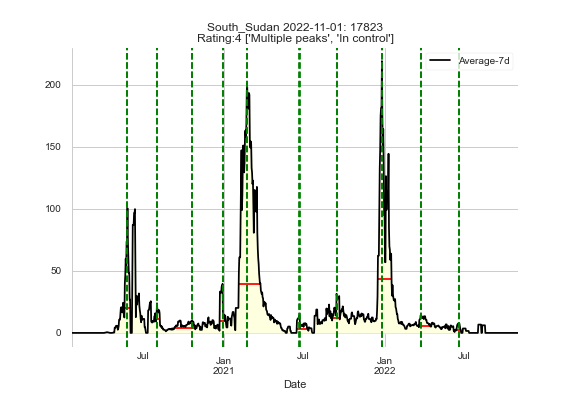 South_Sudan 2022-11-01: 17823
Rating:4 ['Multiple peaks', 'In control']
Average-7d
200
150
100
50
0
Jul
Jan
2021
Jul
Jan
2022
Jul
Date